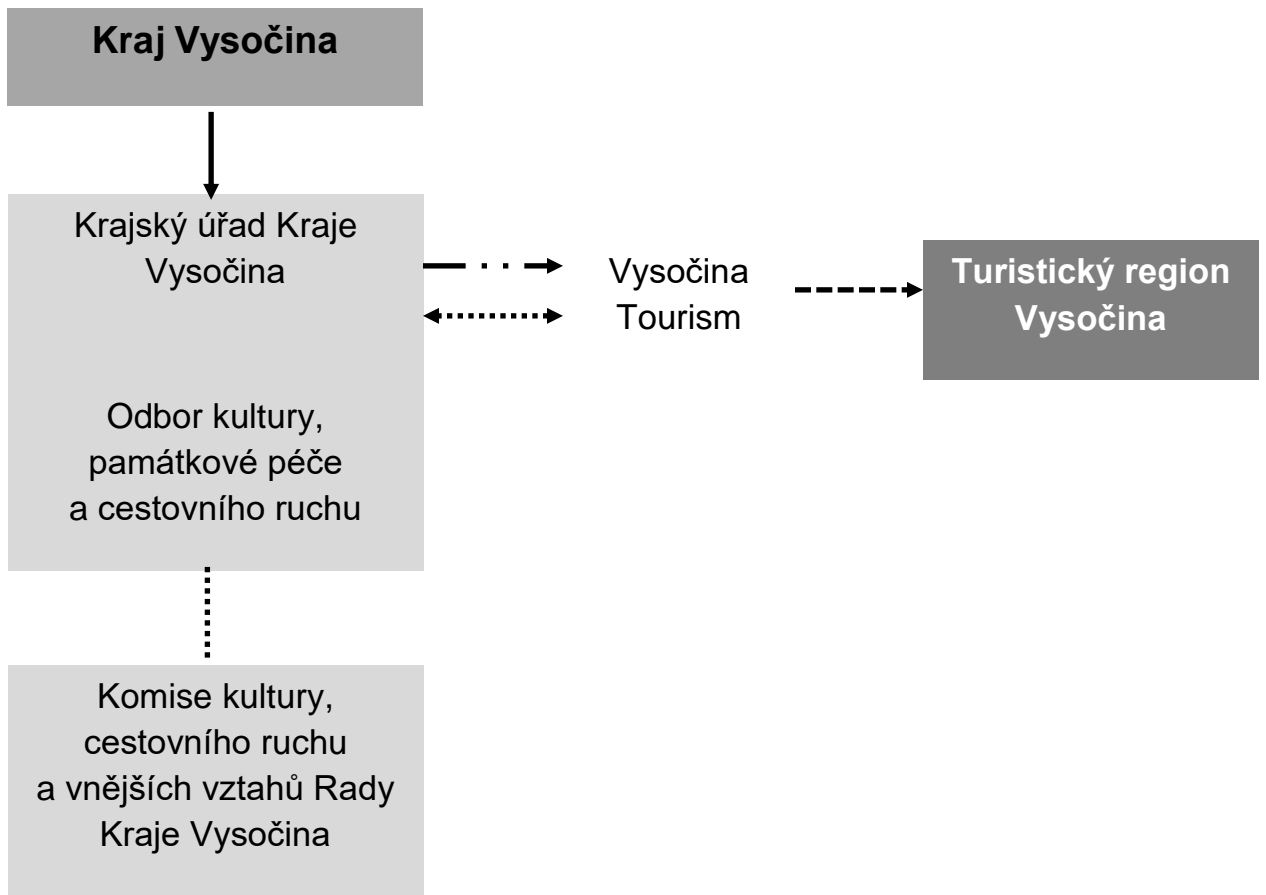 Kraj Vysočina
Krajský úřad Kraje
Vysočina
Odbor kultury,
památkové péče
a cestovního ruchu
Komise kultury,
cestovního ruchu
a vnějších vztahů Rady
Kraje Vysočina
Vysočina
Tourism
Turistický region
Vysočina